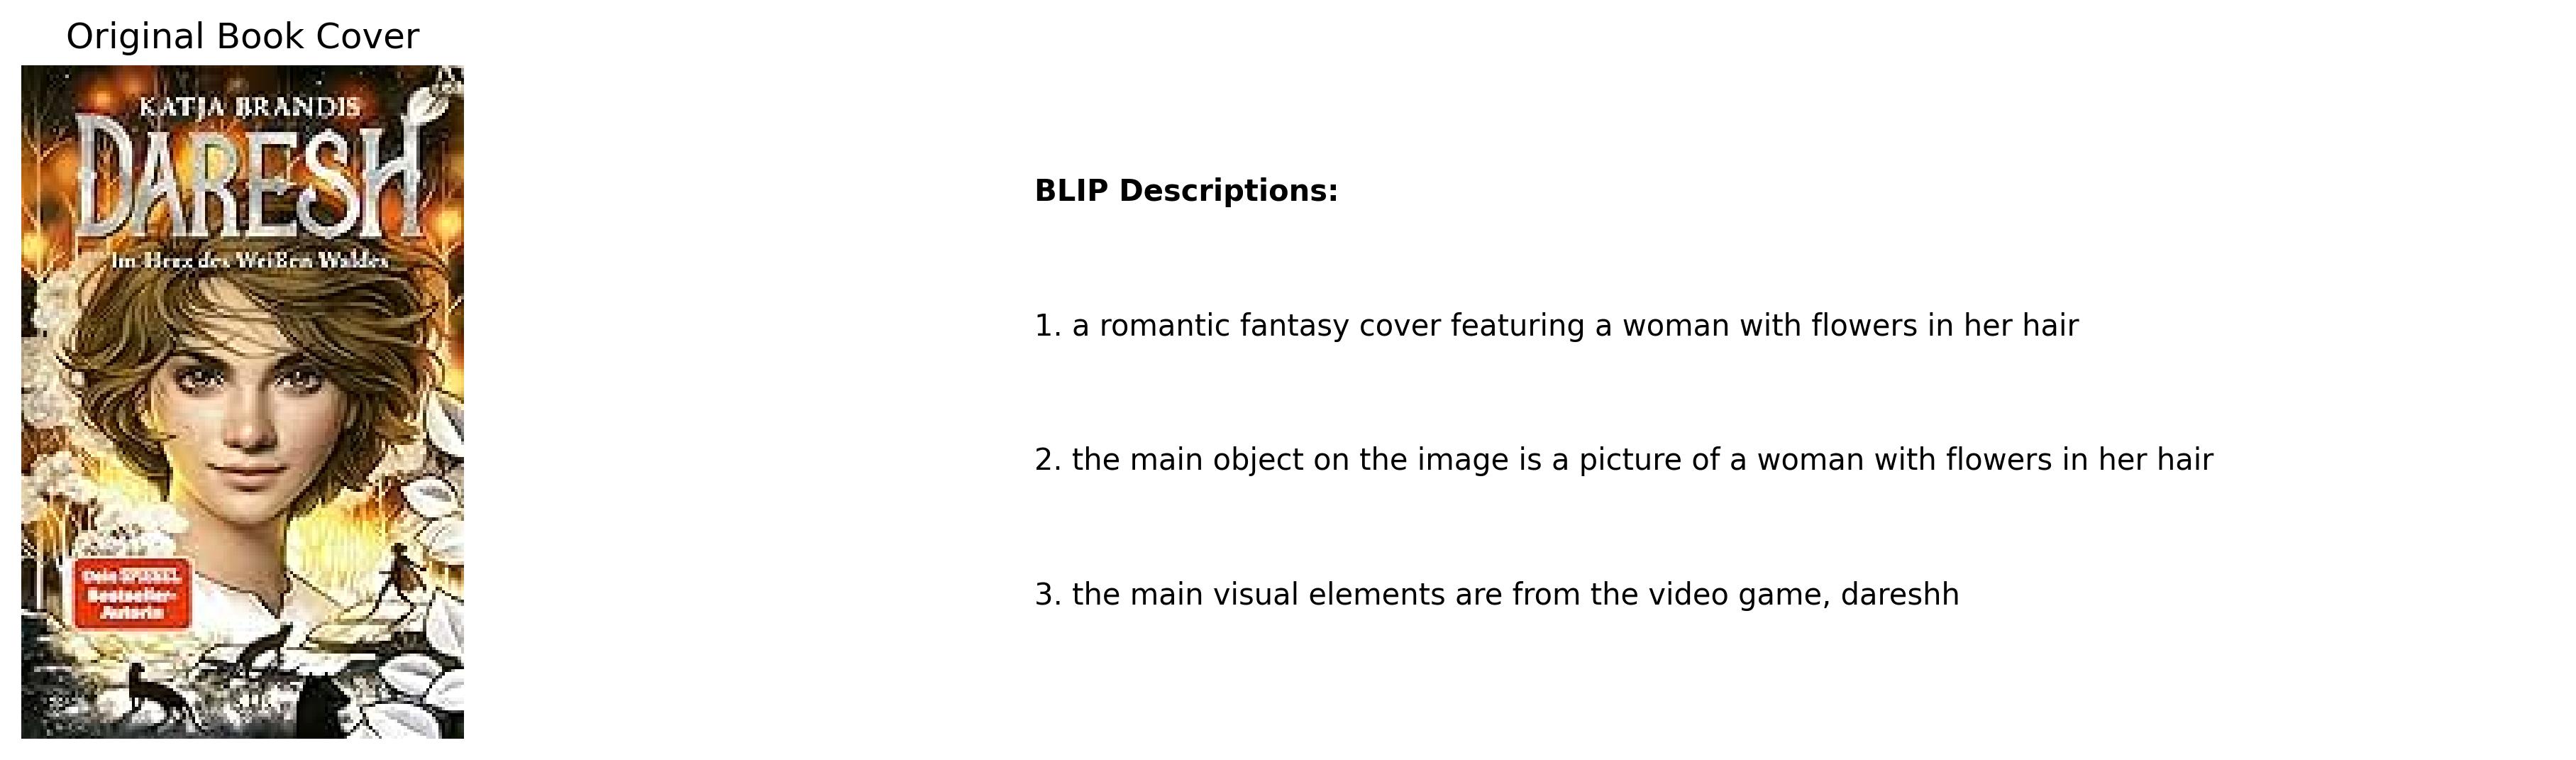 Original Book Cover
KATJA BRANDIS
DARESH
Im Herz des Weißen Waldes
Dein SPIEGEL
Bestseller-
Autorin
BLIP Descriptions:
1. a romantic fantasy cover featuring a woman with flowers in her hair
2. the main object on the image is a picture of a woman with flowers in her hair
3. the main visual elements are from the video game, dareshh